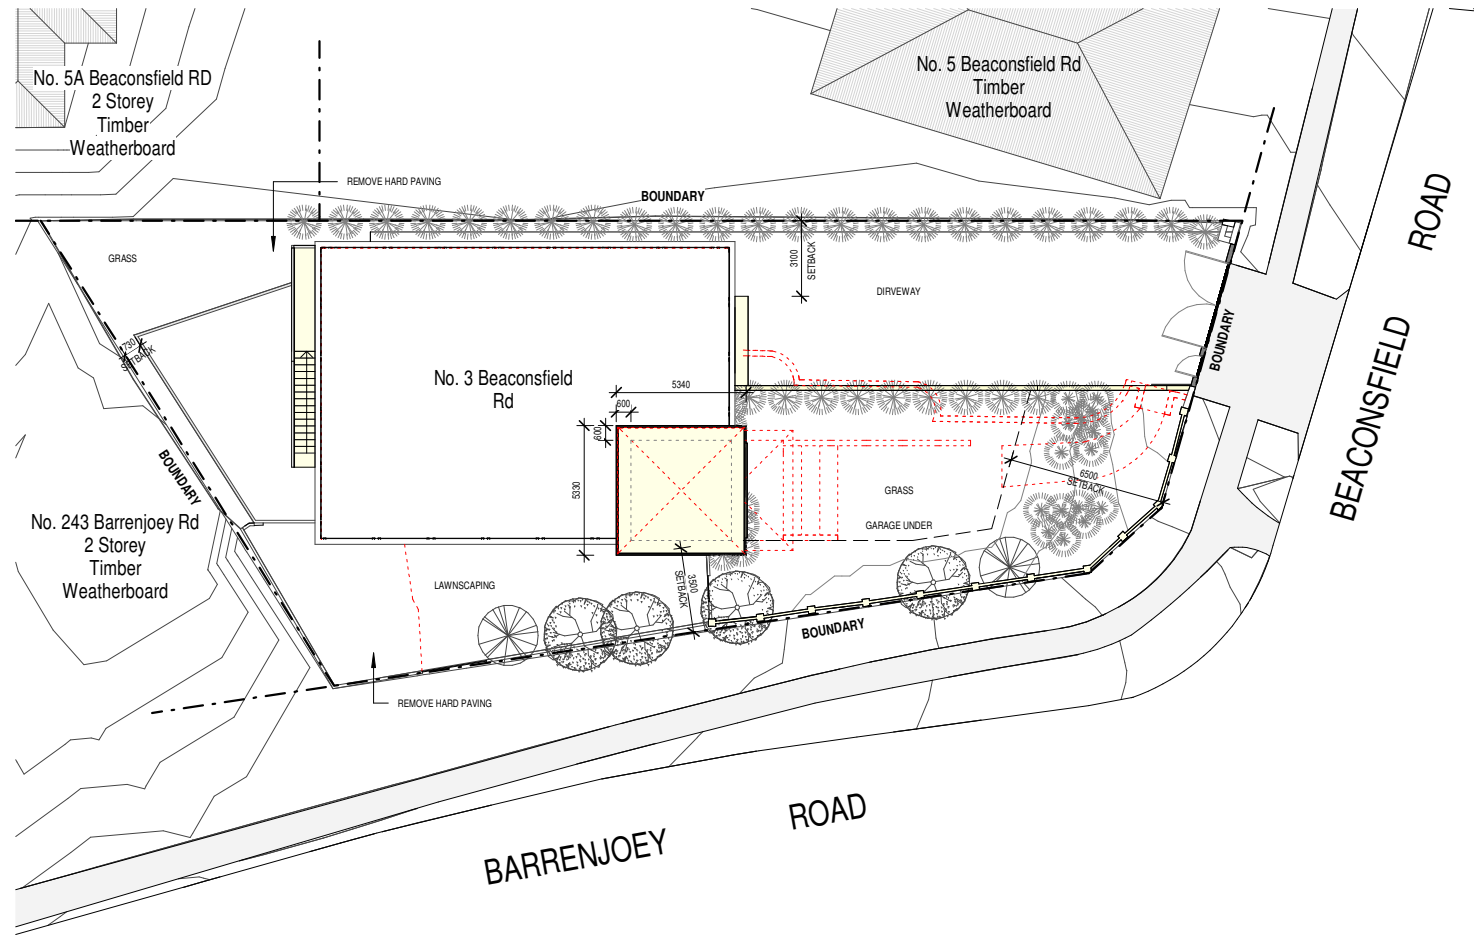 No. 5A Beaconsfield RD
2 Storey
Timber
Weatherboard
No. 5 Beaconsfield Rd
Timber
Weatherboard
REMOVE HARD PAVING
BOUNDARY
GRASS
3100
SETBACK
DIRVEWAY
BEACONSFIELD ROAD
BOUNDARY
730
SETBACK
No. 3 Beaconsfield
Rd
5340
600
600
5330
BOUNDARY
6500
SETBACK
GRASS
GARAGE UNDER
No. 243 Barrenjoey Rd
2 Storey
Timber
Weatherboard
LAWNSCAPING
3500
SETBACK
BOUNDARY
REMOVE HARD PAVING
BARRENJOEY ROAD